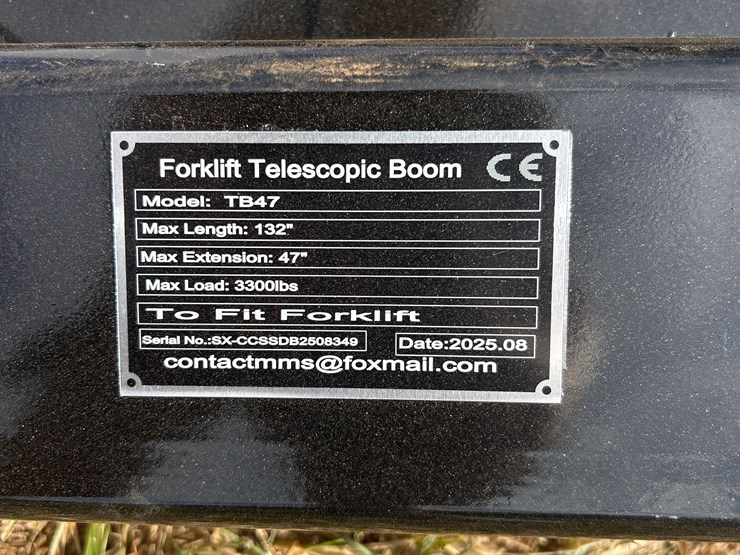 Forklift Telescopic Boom CE
Model: TB47
Max Length: 132"
Max Extension: 47"
Max Load: 3300lbs
To Fit Forklift
Serial No.:SX-CCSSDB2508349 Date:2025.08
contactmms@foxmail.com